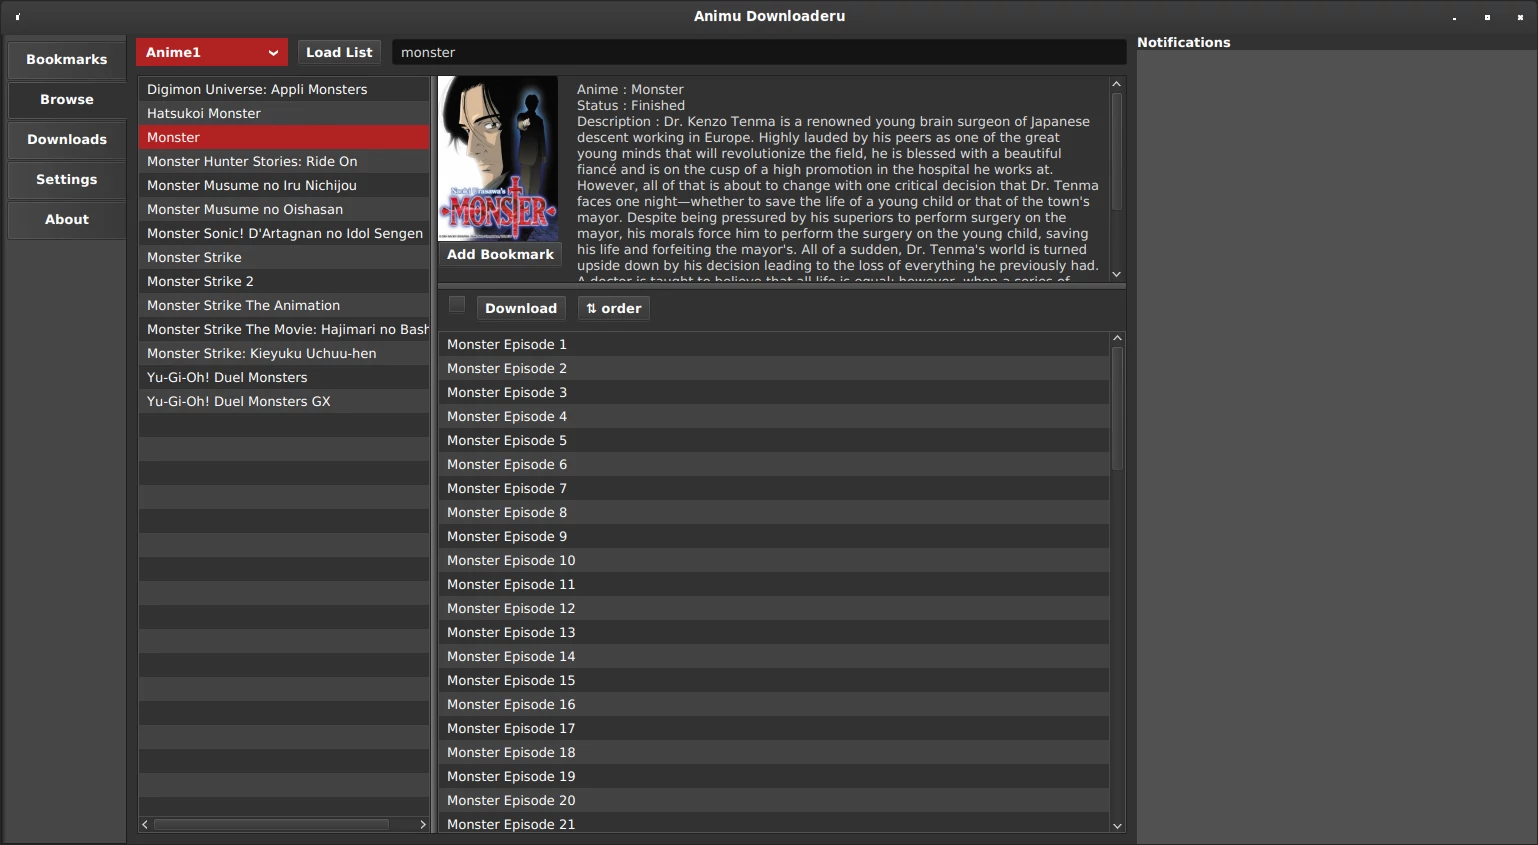 Animu Downloaderu
Bookmarks
Browse
Downloads
Settings
About
Anime1
Load List
monster
Notifications
Digimon Universe: Appli Monsters
Hatsukoi Monster
Monster
Monster Hunter Stories: Ride On
Monster Musume no Iru Nichijou
Monster Musume no Oishasan
Monster Sonic! D'Artagnan no Idol Sengen
Monster Strike
Monster Strike 2
Monster Strike The Animation
Monster Strike The Movie: Hajimari no Bash
Monster Strike: Kieyuku Uchuu-hen
Yu-Gi-Oh! Duel Monsters
Yu-Gi-Oh! Duel Monsters GX
Naoki Urasawa's
MONSTER
Add Bookmark
Anime : Monster
Status : Finished
Description : Dr. Kenzo Tenma is a renowned young brain surgeon of Japanese
descent working in Europe. Highly lauded by his peers as one of the great
young minds that will revolutionize the field, he is blessed with a beautiful
fiancé and is on the cusp of a high promotion in the hospital he works at.
However, all of that is about to change with one critical decision that Dr. Tenma
faces one night—whether to save the life of a young child or that of the town's
mayor. Despite being pressured by his superiors to perform surgery on the
mayor, his morals force him to perform the surgery on the young child, saving
his life and forfeiting the mayor's. All of a sudden, Dr. Tenma's world is turned
upside down by his decision leading to the loss of everything he previously had.
A doctor is taught to believe that all life is equal; however, when a series of
Download
⇅ order
Monster Episode 1
Monster Episode 2
Monster Episode 3
Monster Episode 4
Monster Episode 5
Monster Episode 6
Monster Episode 7
Monster Episode 8
Monster Episode 9
Monster Episode 10
Monster Episode 11
Monster Episode 12
Monster Episode 13
Monster Episode 14
Monster Episode 15
Monster Episode 16
Monster Episode 17
Monster Episode 18
Monster Episode 19
Monster Episode 20
Monster Episode 21